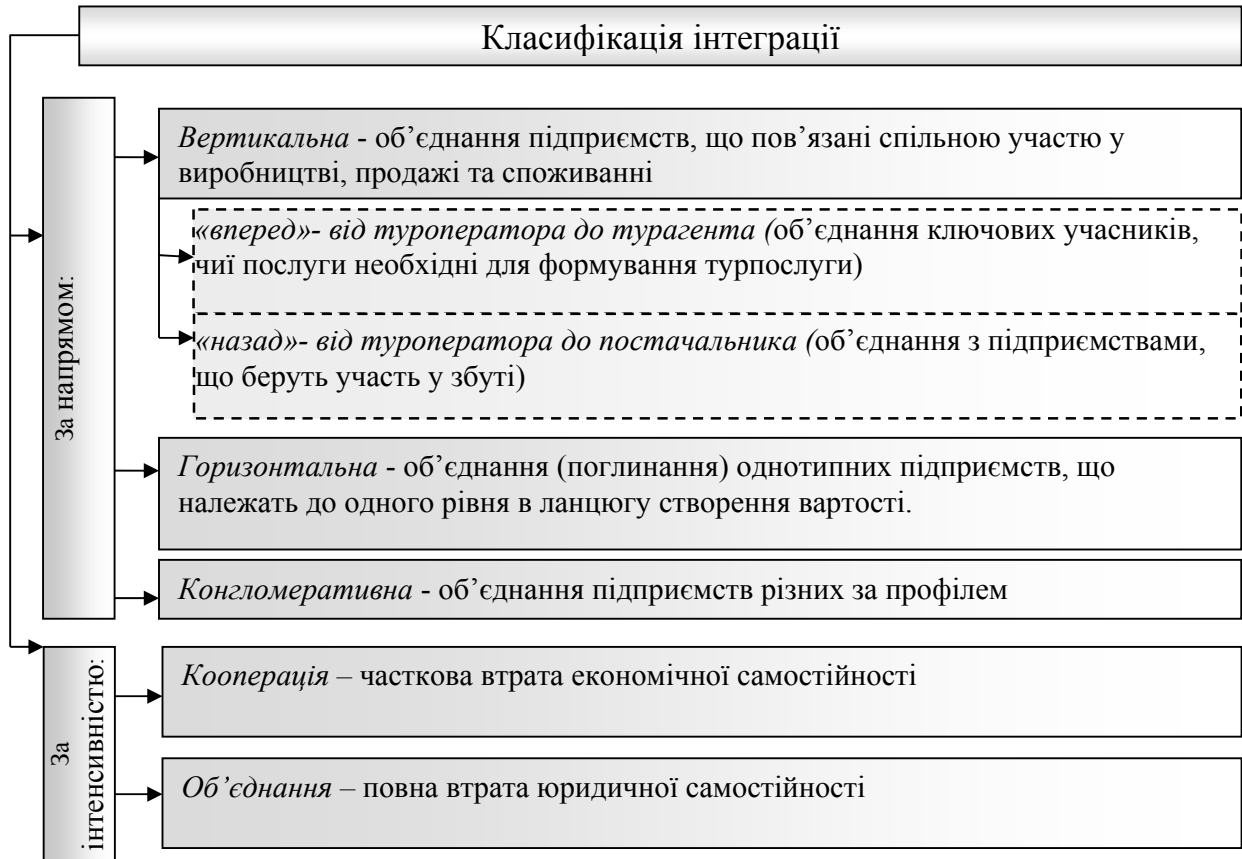 Класифікація інтеграції
За напрямом:
Вертикальна - об’єднання підприємств, що пов’язані спільною участю у
виробництві, продажі та споживанні
«вперед»- від туроператора до турагента (об’єднання ключових учасників,
чиї послуги необхідні для формування турпослуги)
«назад»- від туроператора до постачальника (об’єднання з підприємствами,
що беруть участь у збуті)
Горизонтальна - об’єднання (поглинання) однотипних підприємств, що
належать до одного рівня в ланцюгу створення вартості.
Конгломеративна - об’єднання підприємств різних за профілем
За
інтенсивністю:
Кооперація – часткова втрата економічної самостійності
Об’єднання – повна втрата юридичної самостійності